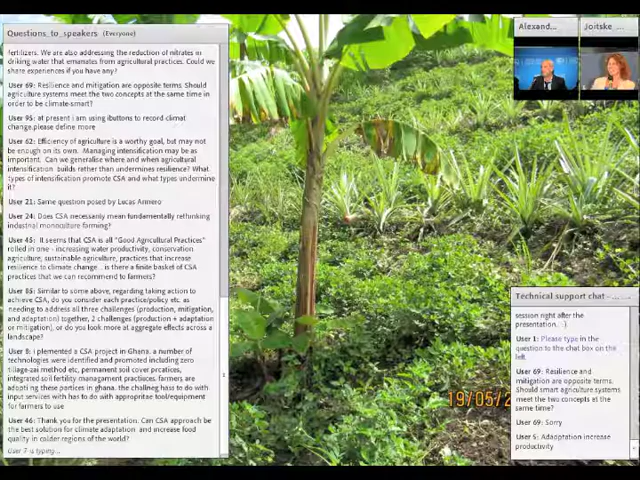 Questions_to_speakers (Everyone)
fertilizers. We are also addressing the reduction of nitrates in
driking water that emanates from agricultural practices. Could we
share experiences if you have any?
User 69: Resilience and mitigation are opposite terms. Should
agriculture systems meet the two concepts at the same time in
order to be climate-smart?
User 95: at present i am using ibuttons to record climat
change,please define more
User 62: Efficiency of agriculture is a worthy goal, but may not
be enough on its own. Managing intensification may be as
important. Can we generalise where and when agricultural
intensification builds rather than undermines resilience? What
types of intensification promote CSA and what types undermine
it?
User 21: Same question posed by Lucas Armero
User 24: Does CSA necessarily mean fundamentally rethinking
industrial monoculture farming?
User 45: It seems that CSA is all "Good Agricultural Practices"
rolled in one - increasing water productivity, conservation
agriculture, sustainable agriculture, practices that increase
resilience to climate change... is there a finite basket of CSA
practices that we can recommend to farmers?
User 65: Similar to some above, regarding taking action to
achieve CSA, do you consider each practice/policy etc. as
needing to address all three challenges (production, mitigation,
and adaptation) together, 2 challenges (production + adaptation
or mitigation), or do you look more at aggregate effects across a
landscape?
User 8: i plemented a CSA project in Ghana. a number of
technologies were identified and promoted including zero
tillage-zai method etc, permanent soil cover prcatices,
integrated soil fertility managment practices. farmers are
adopting these partices in ghana. the challing hass to do with
input services with has to do with appropritae tool/equipment
for farmers to use
User 46: Thank you for the presentation. Can CSA approach be
the best solution for climate adaptation and increase food
quality in colder regions of the world?
User 7 is typing...
Alexand...
Joitske ...
Technical support chat - ...
session right after the
presentation. :)
User 1: Please type in the
question to the chat box on the
left.
User 69: Resilience and
mitigation are opposite terms.
Should smart agriculture systems
meet the two concepts at the
same time?
User 69: Sorry
User 5: Adaoptation increase
productivity
19/05/2